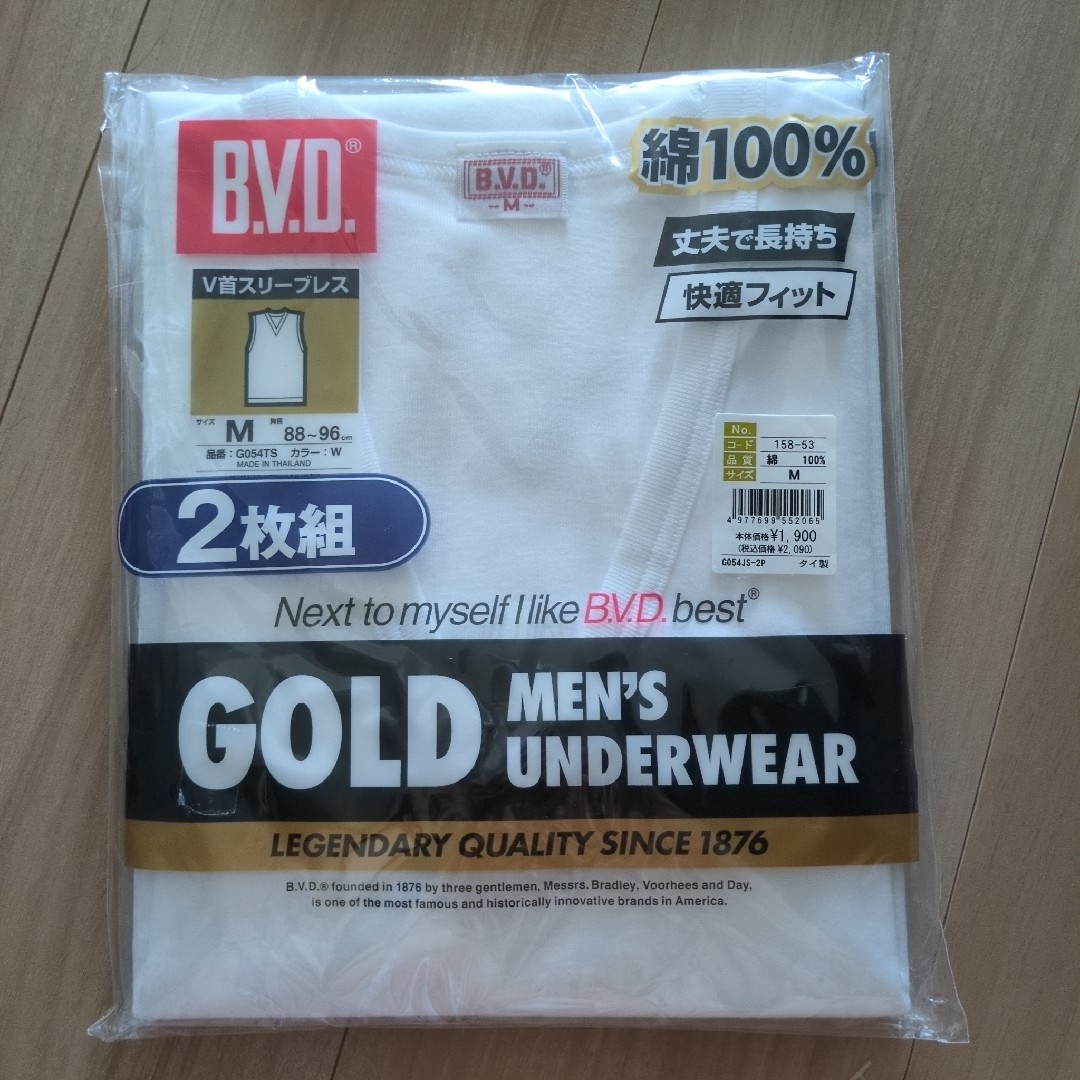 B.V.D.®
B.V.D.®
--M--
綿100%
丈夫で長持ち
快適フィット
V首スリーブレス
サイズ M 胸囲 88~96cm
品番:G054TS カラー:W
MADE IN THAILAND
2枚組
No.
コード 158-53
品質 綿 100%
サイズ M
4 977699 552065
本体価格¥1,900
(税込価格¥2,090)
G054JS-2P タイ製
Next to myself I like B.V.D. best®
GOLD MEN'S
UNDERWEAR
LEGENDARY QUALITY SINCE 1876
B.V.D.® founded in 1876 by three gentlemen, Messrs. Bradley, Voorhees and Day,
is one of the most famous and historically innovative brands in America.